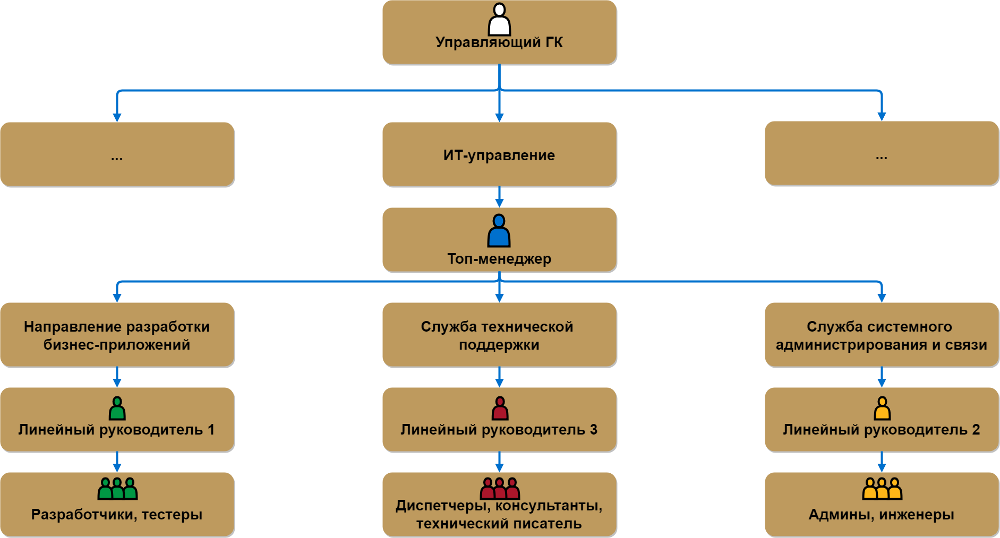 Управляющий ГК
...
ИТ-управление
...
Топ-менеджер
Направление разработки
бизнес-приложений
Служба технической
поддержки
Служба системного
администрирования и связи
Линейный руководитель 1
Линейный руководитель 3
Линейный руководитель 2
Разработчики, тестеры
Диспетчеры, консультанты,
технический писатель
Админы, инженеры